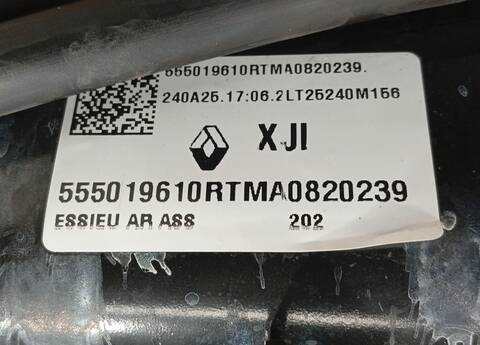 555019610RTMA0820239.
240A25.17:06.2LT25240M156
XJI
555019610RTMA0820239
ESSIEU AR ASS 202